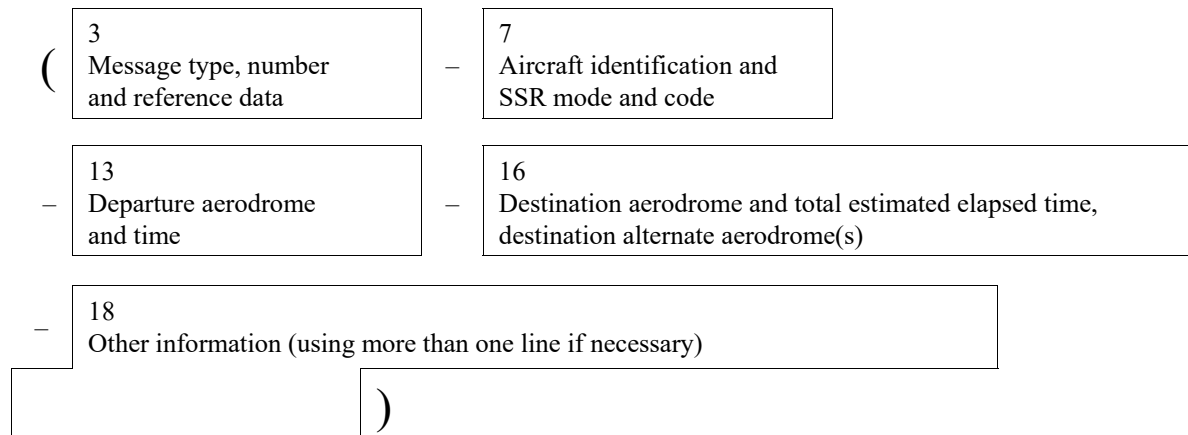 ( 3 – 7
Message type, number Aircraft identification and
and reference data SSR mode and code
13 16
– Departure aerodrome – Destination aerodrome and total estimated elapsed time,
and time destination alternate aerodrome(s)
18
– Other information (using more than one line if necessary)
)